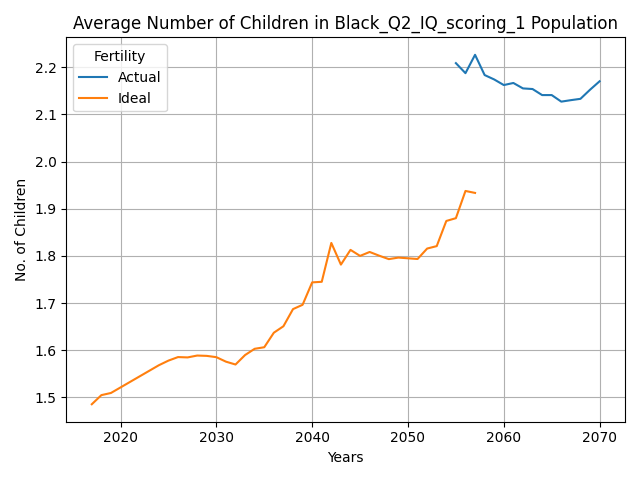 Average Number of Children in Black_Q2_IQ_scoring_1 Population
Fertility
Actual
Ideal
No. of Children
2.2
2.1
2.0
1.9
1.8
1.7
1.6
1.5
2020 2030 2040 2050 2060 2070
Years